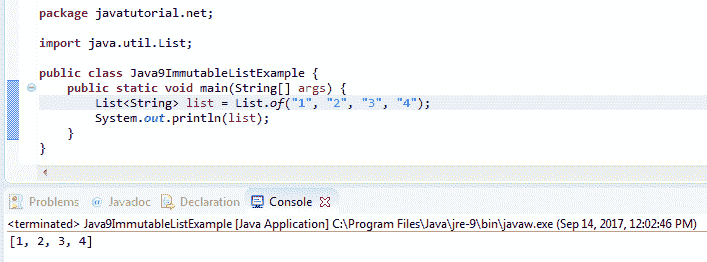 package javatutorial.net;
import java.util.List;
public class Java9ImmutableListExample {
public static void main(String[] args) {
List<String> list = List.of("1", "2", "3", "4");
System.out.println(list);
}
}
Problems @ Javadoc Declaration Console
<terminated> Java9ImmutableListExample [Java Application] C:\Program Files\Java\jre-9\bin\javaw.exe (Sep 14, 2017, 12:02:46 PM)
[1, 2, 3, 4]